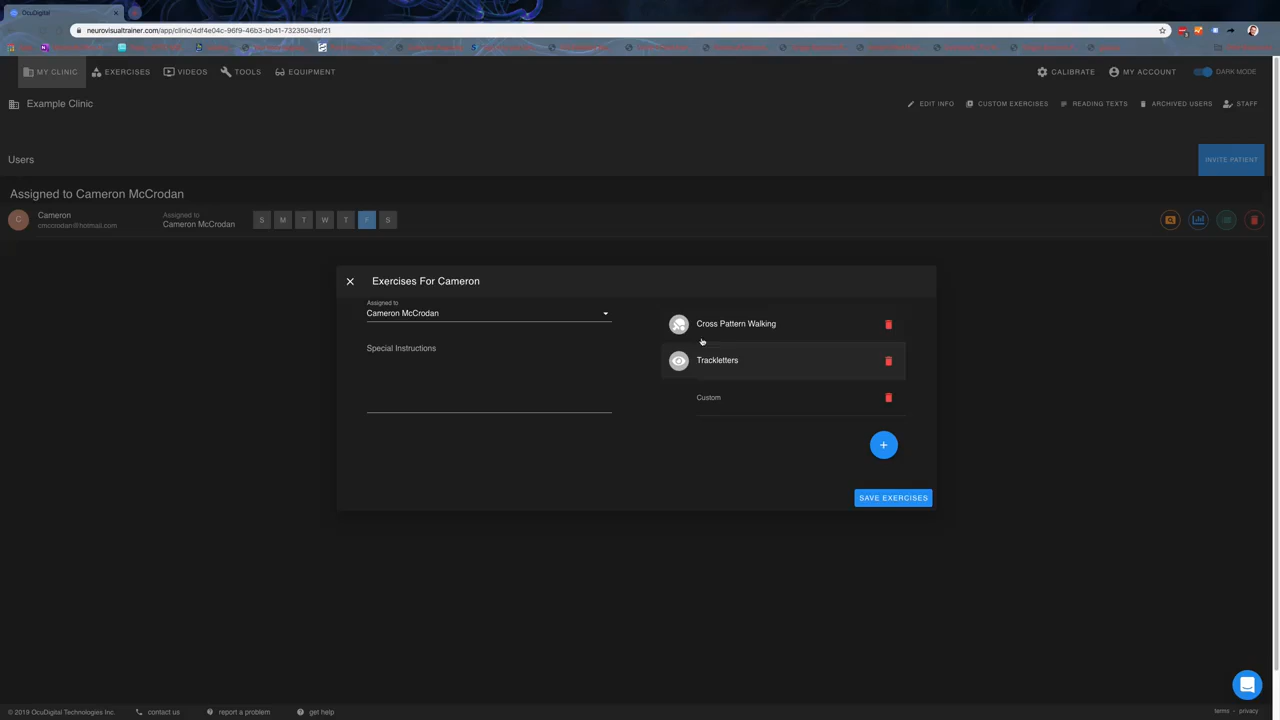 OcuDigital
neurovisualtrainer.com/app/clinic/4df4e04c-96f9-46b3-bb41-73235049ef21
MY CLINIC
EXERCISES
VIDEOS
TOOLS
EQUIPMENT
CALIBRATE
MY ACCOUNT
DARK MODE
Example Clinic
EDIT INFO
CUSTOM EXERCISES
READING TEXTS
ARCHIVED USERS
STAFF
Users
INVITE PATIENT
Assigned to Cameron McCrodan
C
Cameron
cmccrodan@hotmail.com
Assigned to
Cameron McCrodan
S M T W T F S
Exercises For Cameron
Assigned to
Cameron McCrodan
Special Instructions
Cross Pattern Walking
Trackletters
Custom
+
SAVE EXERCISES
© 2019 OcuDigital Technologies Inc.
contact us
report a problem
get help
terms - privacy